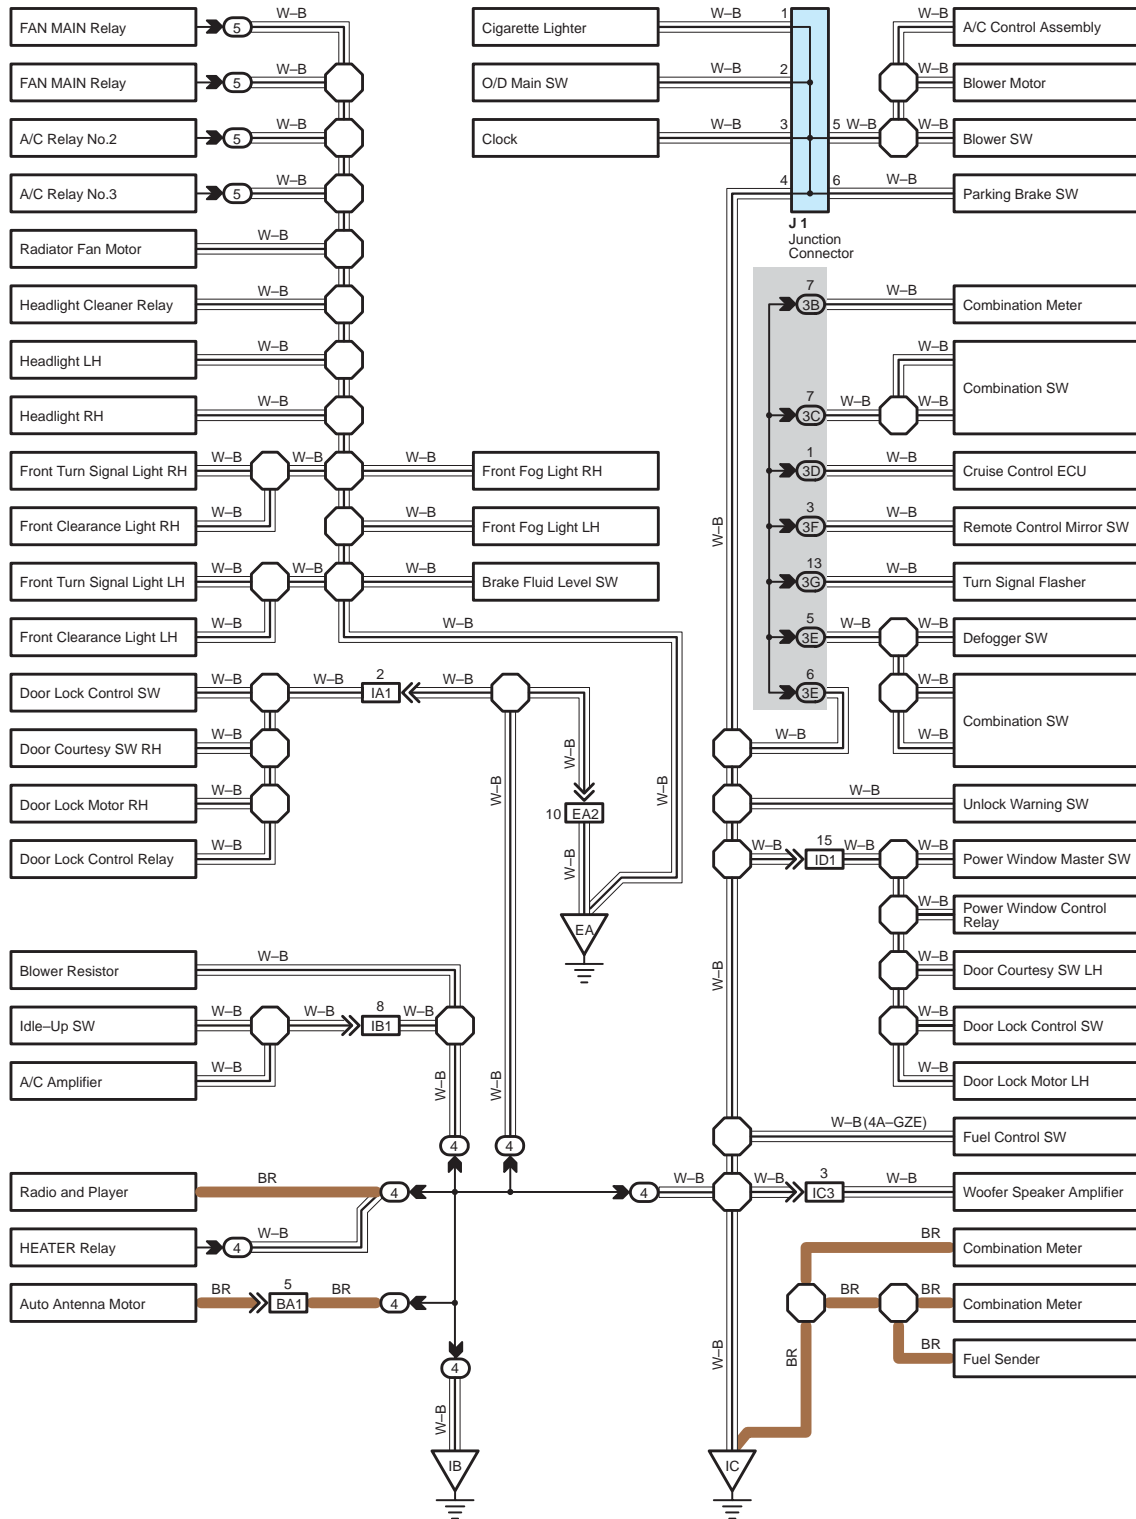 FAN MAIN Relay 5 W–B Cigarette Lighter W–B 1 W–B A/C Control Assembly
FAN MAIN Relay 5 W–B O/D Main SW W–B 2 W–B Blower Motor
A/C Relay No.2 5 W–B Clock W–B 3 5 W–B W–B Blower SW
A/C Relay No.3 5 W–B 4 6 W–B Parking Brake SW
J 1
Junction
Connector
Radiator Fan Motor W–B
Headlight Cleaner Relay W–B 7 3B W–B Combination Meter
Headlight LH W–B W–B Combination SW
Headlight RH W–B 7 3C W–B W–B
Front Turn Signal Light RH W–B W–B W–B Front Fog Light RH 1 3D W–B Cruise Control ECU
Front Clearance Light RH W–B W–B Front Fog Light LH W–B 3 3F W–B Remote Control Mirror SW
Front Turn Signal Light LH W–B W–B W–B Brake Fluid Level SW 13 3G W–B Turn Signal Flasher
Front Clearance Light LH W–B W–B 5 3E W–B W–B Defogger SW
Door Lock Control SW W–B W–B 2 IA1 W–B 6 3E W–B
Combination SW
Door Courtesy SW RH W–B W–B W–B W–B W–B W–B
Door Lock Motor RH W–B 10 EA2 W–B Unlock Warning SW
Door Lock Control Relay W–B W–B W–B 15 ID1 W–B W–B Power Window Master SW
W–B Power Window Control
Relay
EA
Blower Resistor W–B W–B W–B Door Courtesy SW LH
Idle–Up SW W–B W–B 8 IB1 W–B W–B Door Lock Control SW
A/C Amplifier W–B W–B W–B W–B Door Lock Motor LH
4 4 W–B (4A–GZE) Fuel Control SW
Radio and Player BR 4 4 W–B W–B 3 IC3 W–B Woofer Speaker Amplifier
HEATER Relay 4 W–B BR Combination Meter
Auto Antenna Motor BR 5 BA1 BR 4 BR BR Combination Meter
4 W–B BR BR Fuel Sender
W–B
IB IC